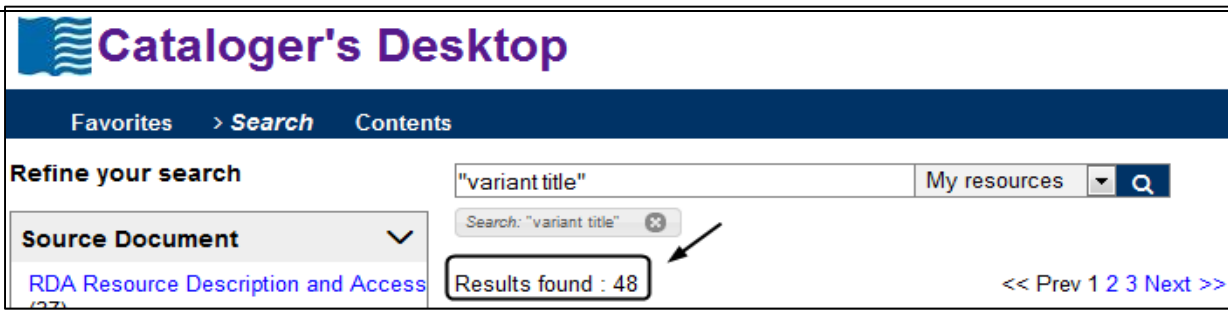 Cataloger's Desktop
Favorites > Search Contents
Refine your search
"variant title" My resources
Search: "variant title"
Source Document
RDA Resource Description and Access
Results found : 48 << Prev 1 2 3 Next >>